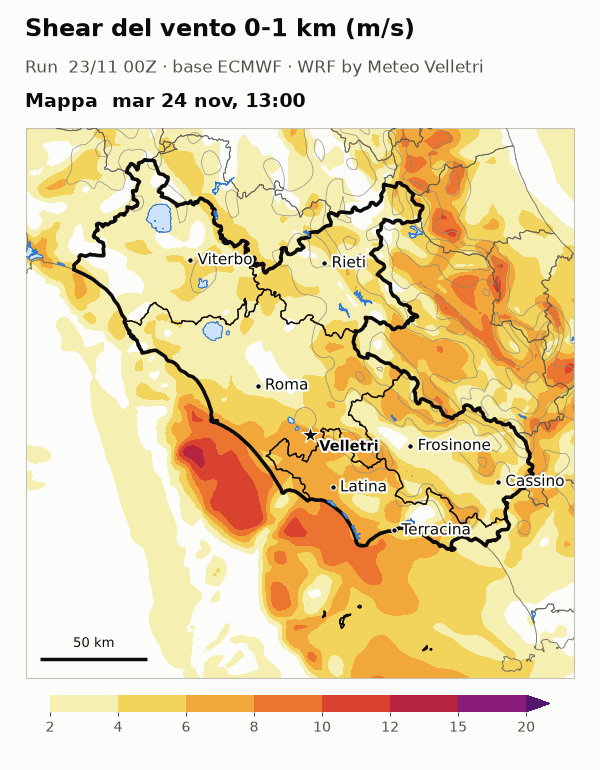 Shear del vento 0-1 km (m/s)
Run  23/11 00Z · base ECMWF · WRF by Meteo Velletri
Mappa  mar 24 nov, 13:00
Viterbo
Rieti
Roma
Velletri
Frosinone
Latina
Cassino
Terracina
50 km
2 4 6 8 10 12 15 20